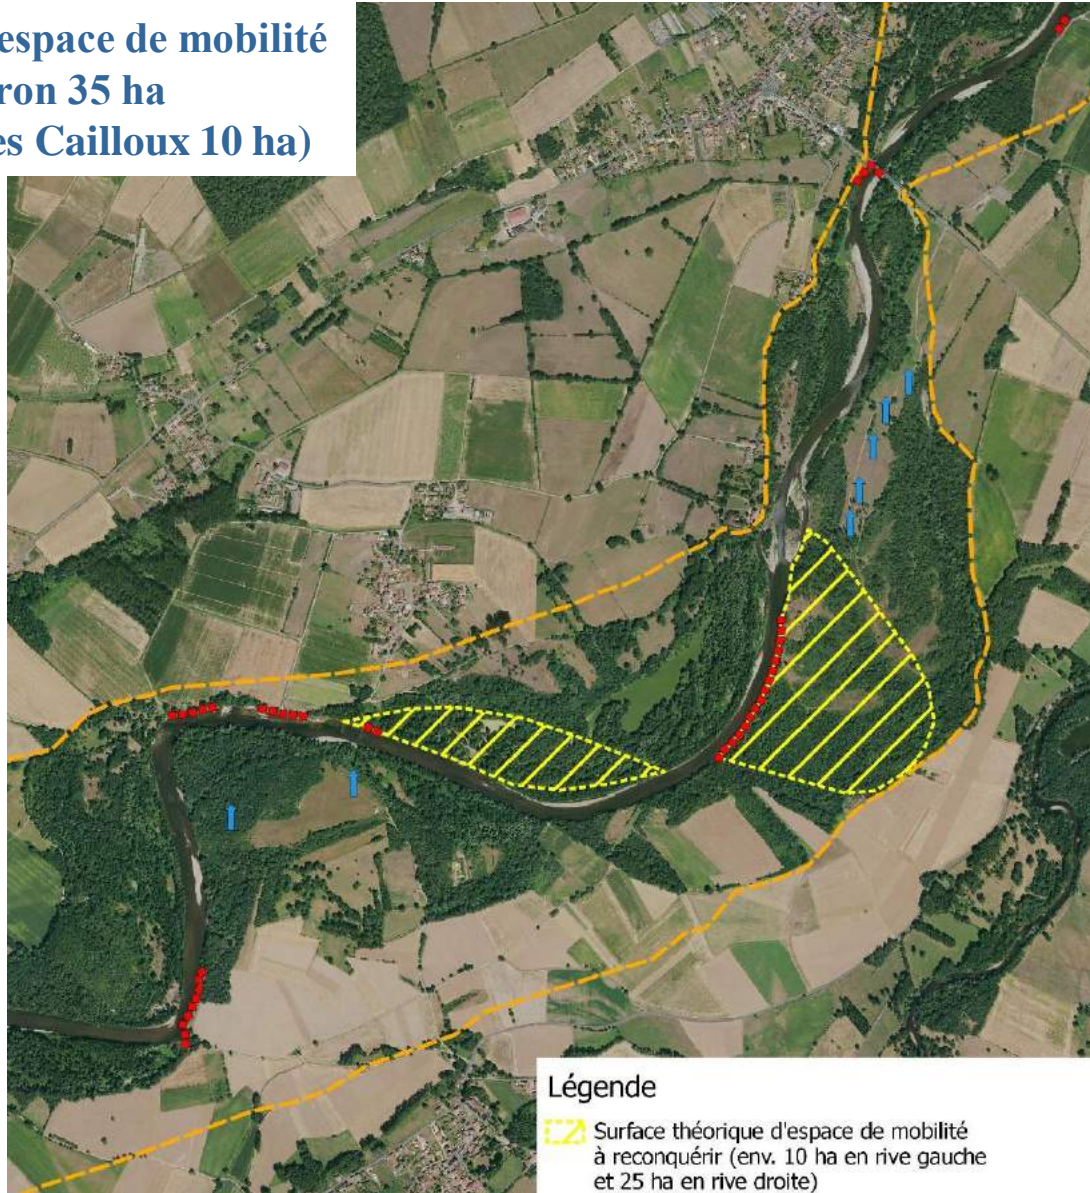 espace de mobilité
ron 35 ha
es Cailloux 10 ha)
Légende
Surface théorique d'espace de mobilité
à reconquérir (env. 10 ha en rive gauche
et 25 ha en rive droite)